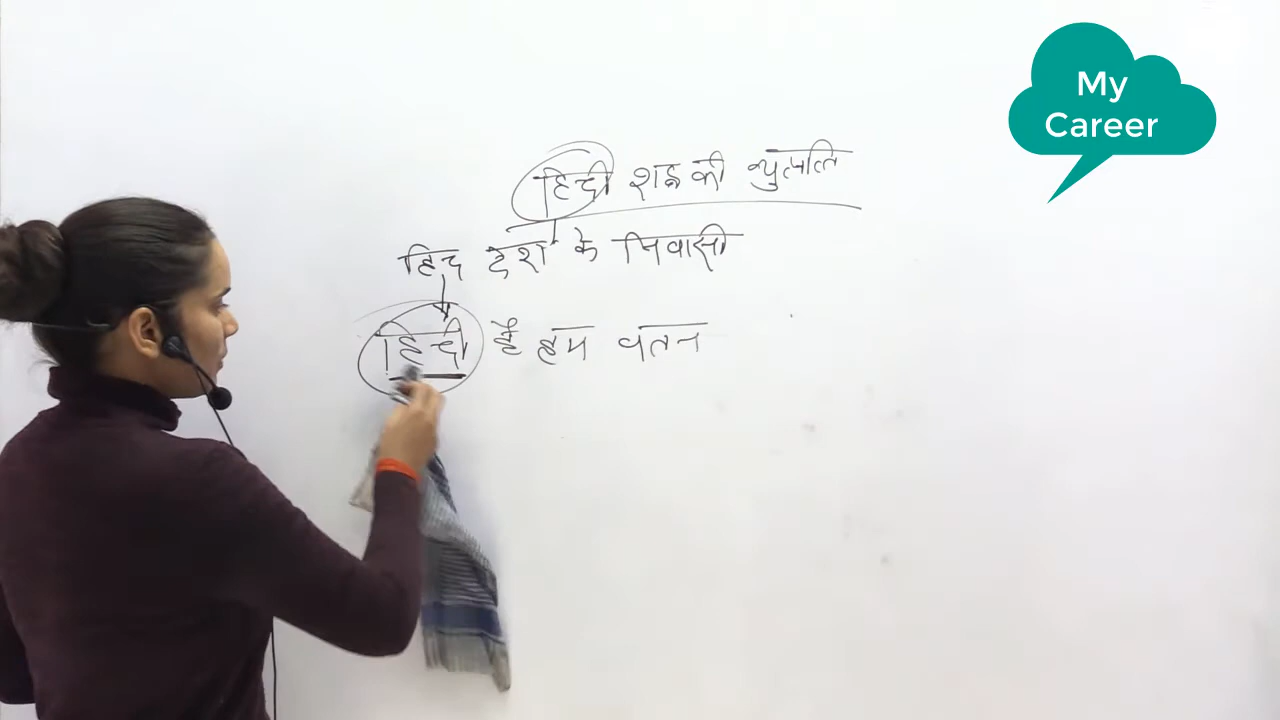 My
Career
हिन्दी शब्द की व्युत्पत्ति
हिन्द देश के निवासी
हिन्दी है हम वतन